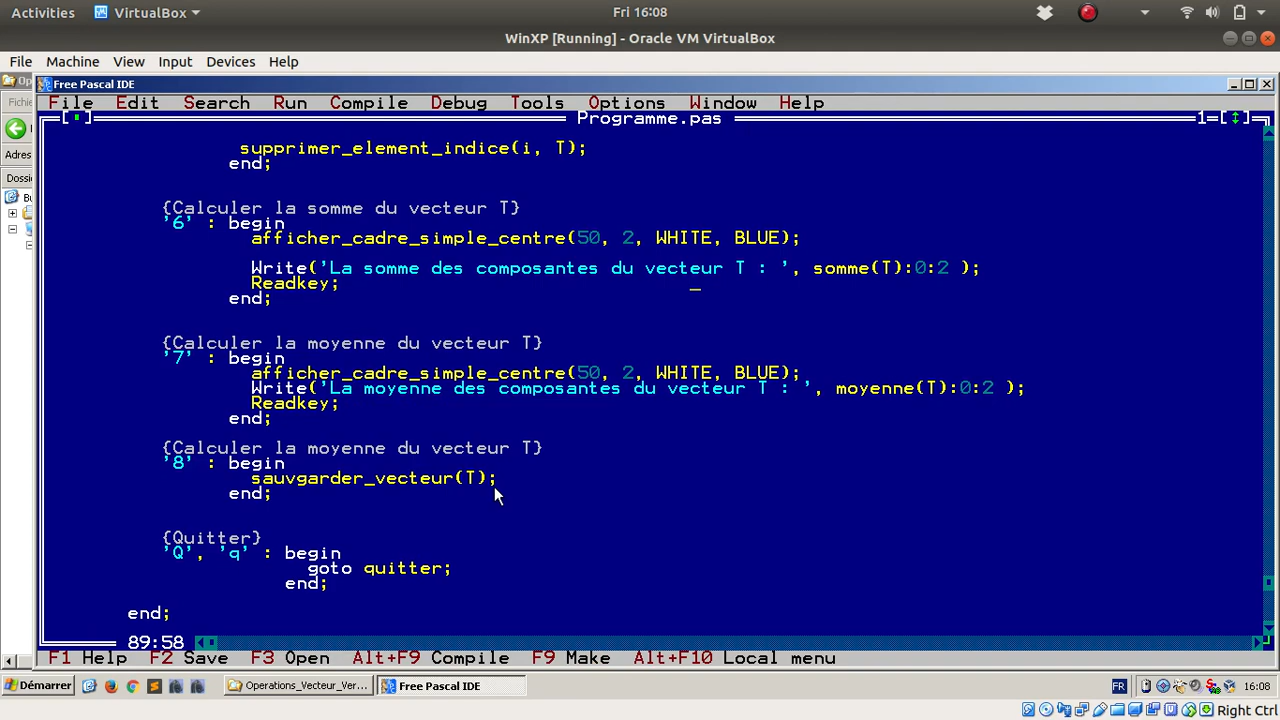 Activities VirtualBox Fri 16:08
WinXP [Running] - Oracle VM VirtualBox
File Machine View Input Devices Help
Op
Free Pascal IDE
Fichie
File Edit Search Run Compile Debug Tools Options Window Help
Programme.pas 1
Adres
Dossie
Bu
supprimer_element_indice(i, T);
end;
{Calculer la somme du vecteur T}
'6' : begin
afficher_cadre_simple_centre(50, 2, WHITE, BLUE);
Write('La somme des composantes du vecteur T : ', somme(T):0:2 );
Readkey;
end;
{Calculer la moyenne du vecteur T}
'7' : begin
afficher_cadre_simple_centre(50, 2, WHITE, BLUE);
Write('La moyenne des composantes du vecteur T : ', moyenne(T):0:2 );
Readkey;
end;
{Calculer la moyenne du vecteur T}
'8' : begin
sauvgarder_vecteur(T);
end;
{Quitter}
'Q', 'q' : begin
goto quitter;
end;
end;
89:58
F1 Help F2 Save F3 Open Alt+F9 Compile F9 Make Alt+F10 Local menu
Démarrer Operations_Vecteur_Ver... Free Pascal IDE FR 16:08
Right Ctrl